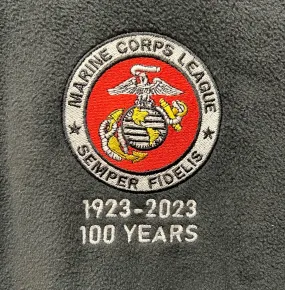 MARINE CORPS LEAGUE
SEMPER FIDELIS
1923-2023
100 YEARS